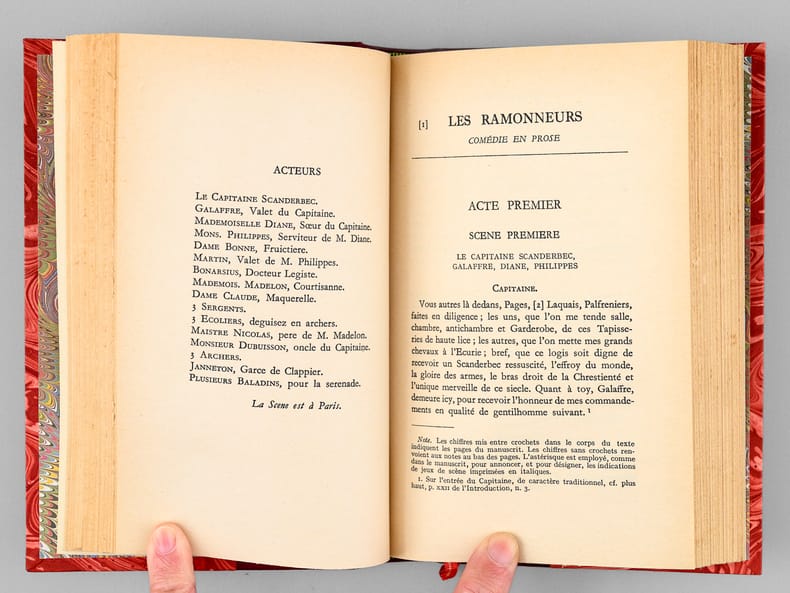 ACTEURS
LE CAPITAINE SCANDERBEC.
GALAFFRE, Valet du Capitaine.
MADEMOISELLE DIANE, Sœur du Capitaine.
MONS. PHILIPPES, Serviteur de M. Diane.
DAME BONNE, Fruictiere.
MARTIN, Valet de M. Philippes.
BONARSIUS, Docteur Legiste.
MADEMOIS. MADELON, Courtisanne.
DAME CLAUDE, Maquerelle.
3 SERGENTS.
3 ECOLIERS, deguisez en archers.
MAISTRE NICOLAS, pere de M. Madelon.
MONSIEUR DUBUISSON, oncle du Capitaine.
3 ARCHERS.
JANNETON, Garce de Clappier.
PLUSIEURS BALADINS, pour la serenade.
La Scene est à Paris.
[1] LES RAMONNEURS
COMÉDIE EN PROSE
ACTE PREMIER
SCENE PREMIERE
LE CAPITAINE SCANDERBEC,
GALAFFRE, DIANE, PHILIPPES
CAPITAINE.
Vous autres là dedans, Pages, [2] Laquais, Palfreniers,
faites en diligence ; les uns, que l'on me tende salle,
chambre, antichambre et Garderobe, de ces Tapisse-
ries de haute lice ; les autres, que l'on mette mes grands
chevaux à l'Ecurie ; bref, que ce logis soit digne de
recevoir un Scanderbec ressuscité, l'effroy du monde,
la gloire des armes, le bras droit de la Chrestienté et
l'unique merveille de ce siecle. Quant à toy, Galaffre,
demeure icy, pour recevoir l'honneur de mes commande-
ments en qualité de gentilhomme suivant. 1
Note. Les chiffres mis entre crochets dans le corps du texte
indiquent les pages du manuscrit. Les chiffres sans crochets ren-
voient aux notes au bas des pages. L'astérisque est employé, comme
dans le manuscrit, pour annoncer, et pour désigner, les indications
de jeux de scène imprimées en italiques.
1. Sur l'entrée du Capitaine, de caractère traditionnel, cf. plus
haut, p. XXII de l'Introduction, n. 3.